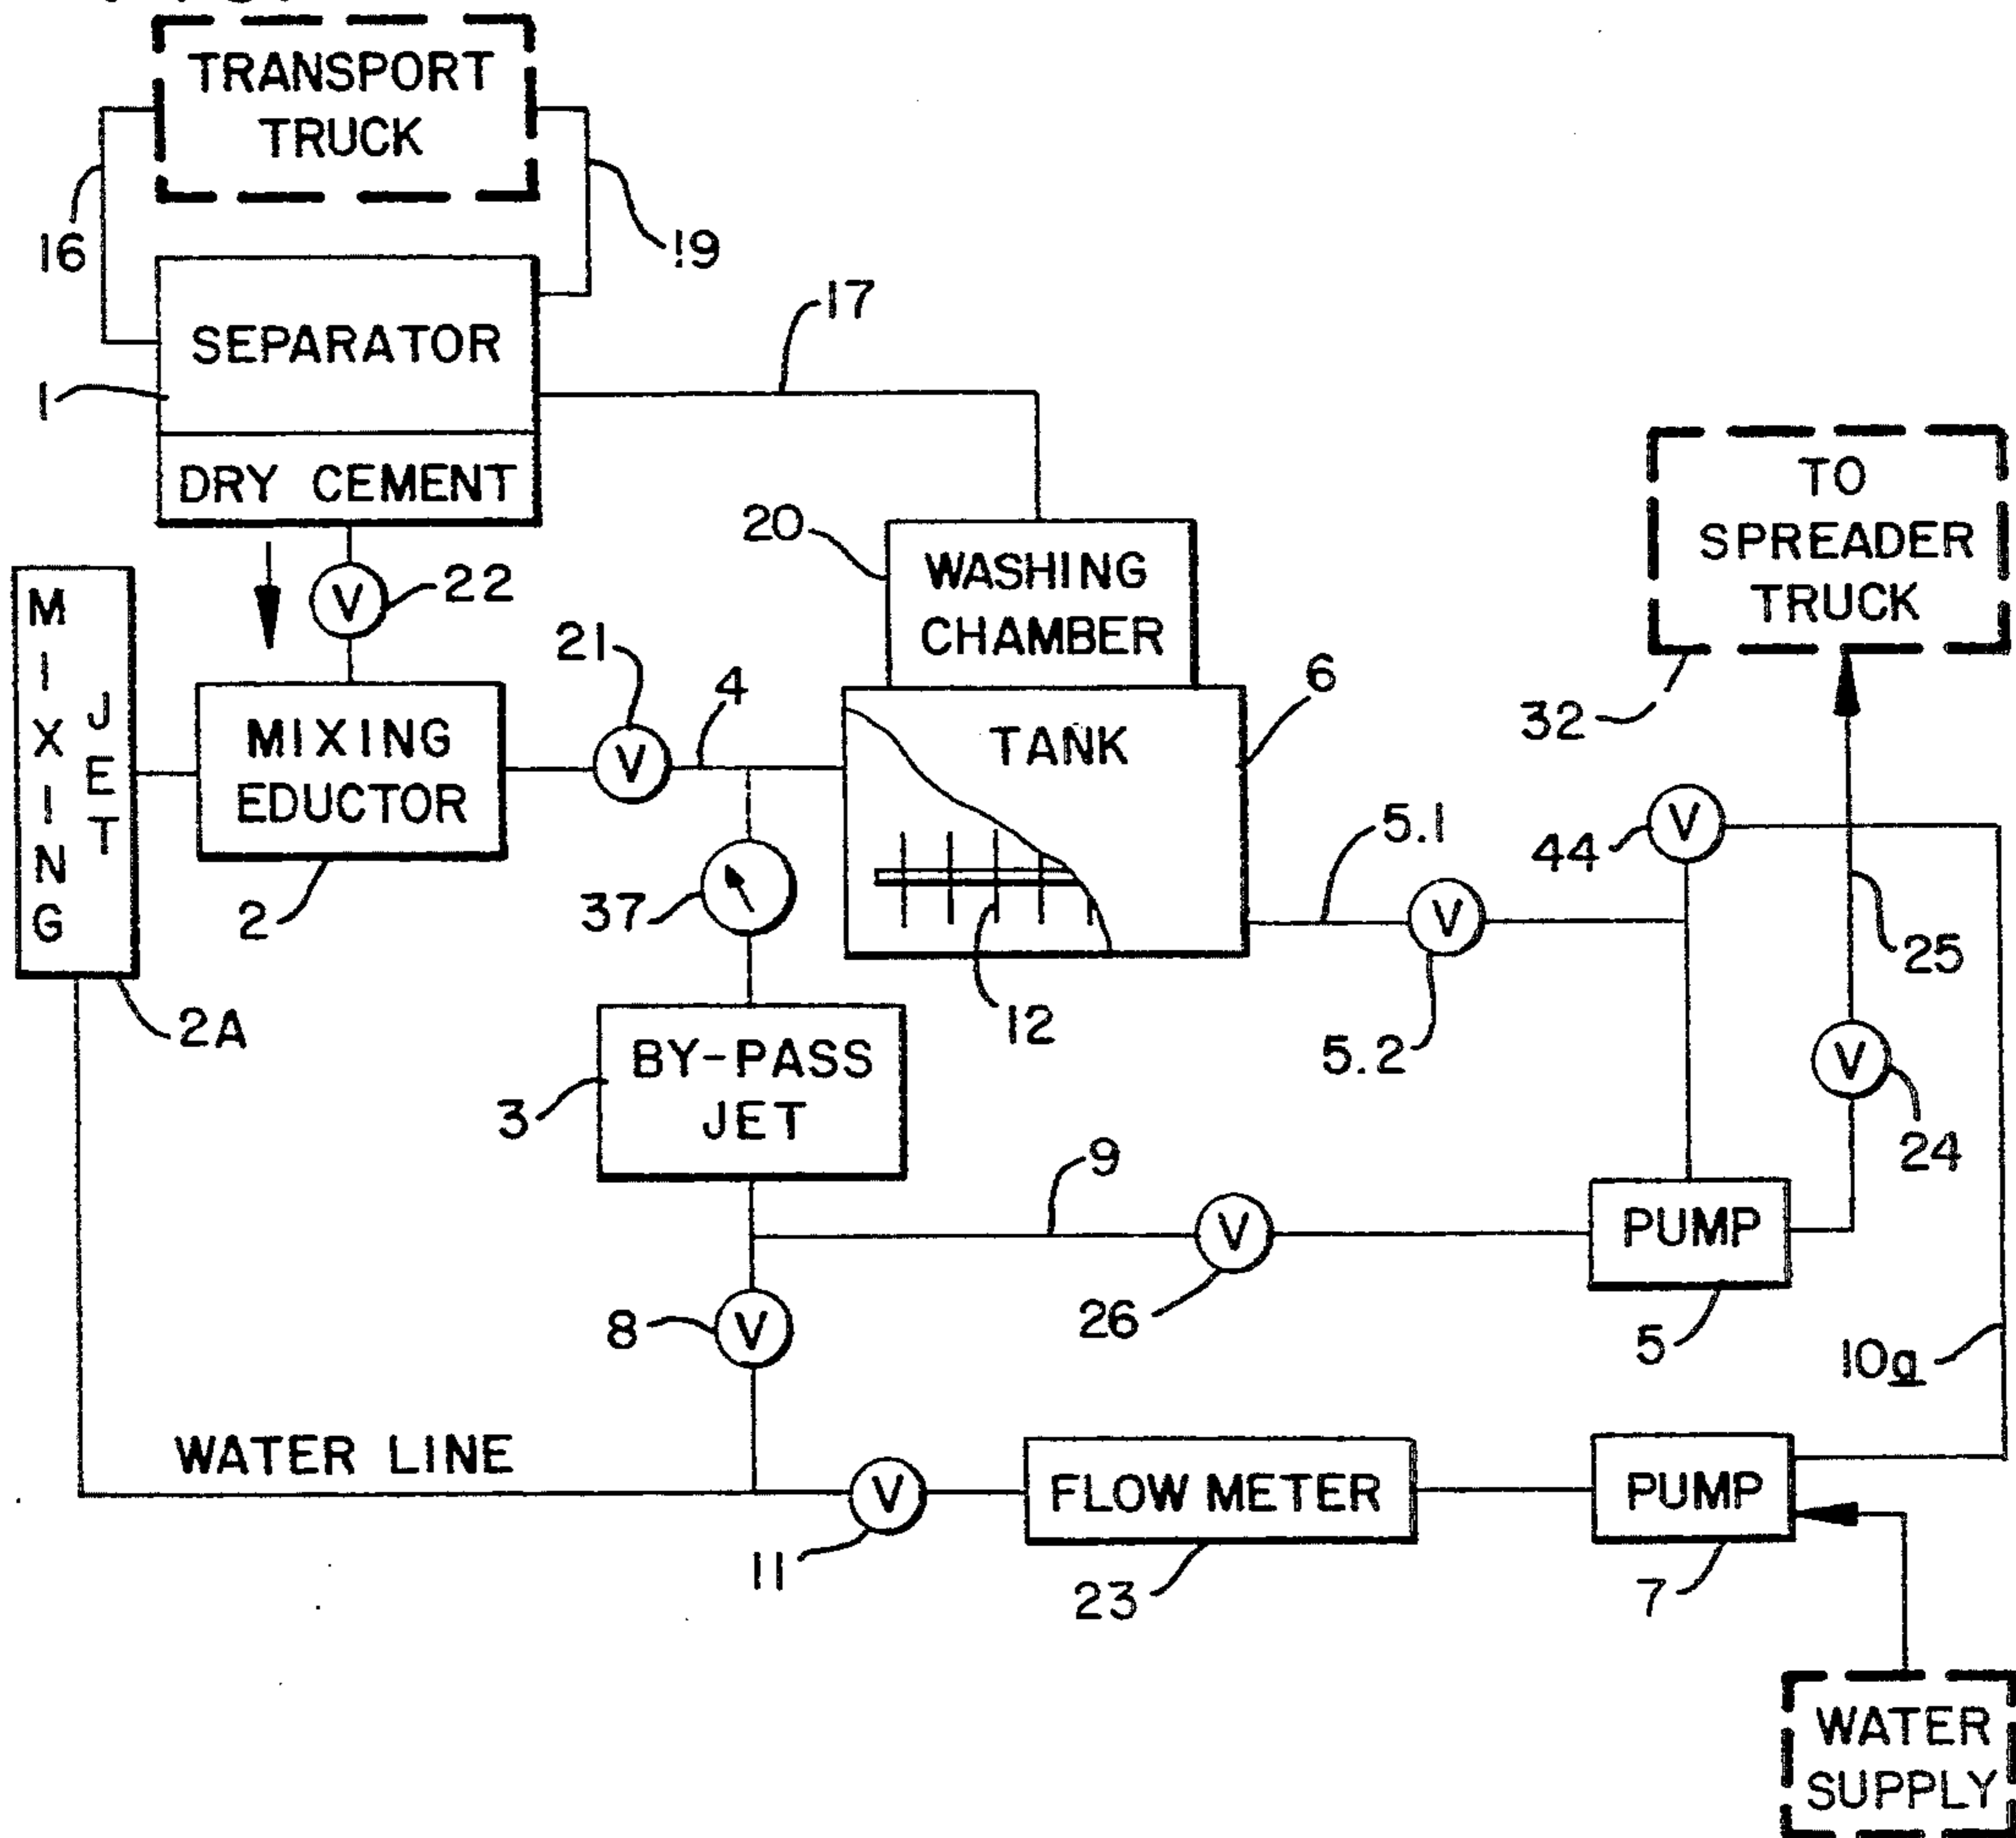 TRANSPORT
TRUCK
16
19
SEPARATOR
17
1
DRY CEMENT
TO
SPREADER
TRUCK
20
WASHING
CHAMBER
V
22
MIXING
JET
21
4
6
32
MIXING
EDUCTOR
V
TANK
V
5.1
44
2
37
V
25
2A
12
5.2
BY-PASS
JET
3
V
24
9
PUMP
V
8
V
26
5
10a
WATER LINE
V
FLOW METER
PUMP
11
23
7
WATER
SUPPLY